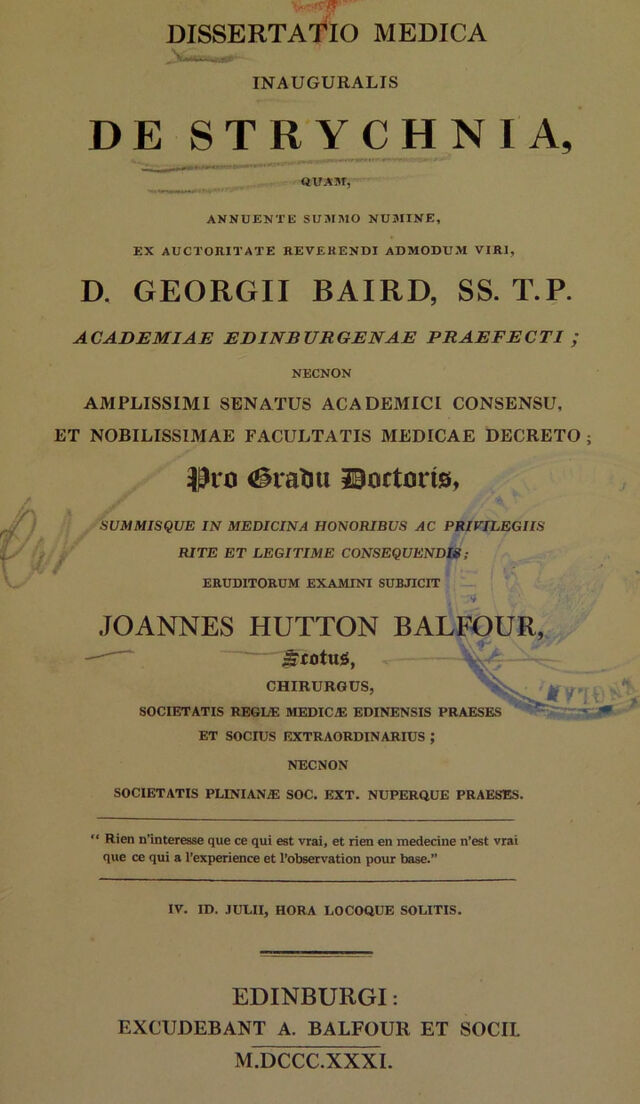 DISSERTATIO MEDICA
INAUGURALIS
DE STRYCHNIA,
QUAM,
ANNUENTE SUMMO NUMINE,
EX AUCTORITATE REVERENDI ADMODUM VIRI,
D. GEORGII BAIRD, SS. T.P.
ACADEMIAE EDINBURGENAE PRAEFECTI ;
NECNON
AMPLISSIMI SENATUS ACADEMICI CONSENSU,
ET NOBILISSIMAE FACULTATIS MEDICAE DECRETO ;
Pro Gradu Doctoris,
SUMMISQUE IN MEDICINA HONORIBUS AC PRIVILEGIIS
RITE ET LEGITIME CONSEQUENDIS ;
ERUDITORUM EXAMINI SUBJICIT
JOANNES HUTTON BALFOUR,
Scotus,
CHIRURGUS,
SOCIETATIS REGIÆ MEDICÆ EDINENSIS PRAESES
ET SOCIUS EXTRAORDINARIUS ;
NECNON
SOCIETATIS PLINIANÆ SOC. EXT. NUPERQUE PRAESES.
“ Rien n'interesse que ce qui est vrai, et rien en medecine n'est vrai
que ce qui a l'experience et l'observation pour base.”
IV. ID. JULII, HORA LOCOQUE SOLITIS.
EDINBURGI :
EXCUDEBANT A. BALFOUR ET SOCII.
M.DCCC.XXXI.